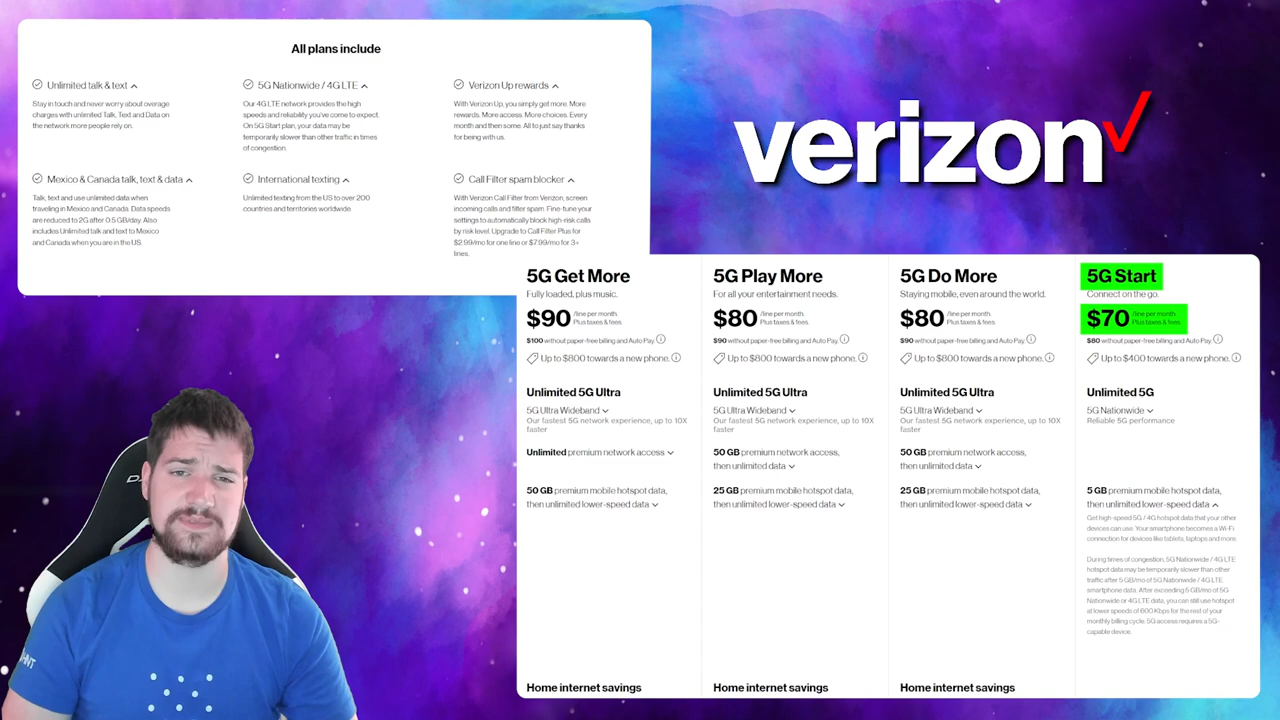 All plans include
Unlimited talk & text
Stay in touch and never worry about overage
charges with unlimited Talk, Text and Data on
the network more people rely on.
5G Nationwide / 4G LTE
Our 4G LTE network provides the high
speeds and reliability you've come to expect.
On 5G Start plan, your data may be
temporarily slower than other traffic in times
of congestion.
Verizon Up rewards
With Verizon Up, you simply get more. More
rewards. More access. More choices. Every
month and then some. All to just say thanks
for being with us.
Mexico & Canada talk, text & data
Talk, text and use unlimited data when
traveling in Mexico and Canada. Data speeds
are reduced to 2G after 0.5 GB/day. Also
includes Unlimited talk and text to Mexico
and Canada when you are in the US.
International texting
Unlimited texting from the US to over 200
countries and territories worldwide
Call Filter spam blocker
With Verizon Call Filter from Verizon, screen
incoming calls and filter spam. Fine-tune your
settings to automatically block high-risk calls
by risk level. Upgrade to Call Filter Plus for
$2.99/mo for one line or $7.99/mo for 3+
lines.
verizon
5G Get More
Fully loaded, plus music.
$90 /line per month.
Plus taxes & fees.
$100 without paper-free billing and Auto Pay.
Up to $800 towards a new phone.
Unlimited 5G Ultra
5G Ultra Wideband
Our fastest 5G network experience, up to 10X
faster
Unlimited premium network access
50 GB premium mobile hotspot data,
then unlimited lower-speed data
Home internet savings
5G Play More
For all your entertainment needs.
$80 /line per month.
Plus taxes & fees.
$90 without paper-free billing and Auto Pay.
Up to $800 towards a new phone.
Unlimited 5G Ultra
5G Ultra Wideband
Our fastest 5G network experience, up to 10X
faster
50 GB premium network access,
then unlimited data
25 GB premium mobile hotspot data,
then unlimited lower-speed data
Home internet savings
5G Do More
Staying mobile, even around the world.
$80 /line per month.
Plus taxes & fees.
$90 without paper-free billing and Auto Pay.
Up to $800 towards a new phone.
Unlimited 5G Ultra
5G Ultra Wideband
Our fastest 5G network experience, up to 10X
faster
50 GB premium network access,
then unlimited data
25 GB premium mobile hotspot data,
then unlimited lower-speed data
Home internet savings
5G Start
Connect on the go.
$70 /line per month.
Plus taxes & fees.
$80 without paper-free billing and Auto Pay.
Up to $400 towards a new phone.
Unlimited 5G
5G Nationwide
Reliable 5G performance
5 GB premium mobile hotspot data,
then unlimited lower-speed data
Get high-speed 5G / 4G hotspot data that your other
devices can use. Your smartphone becomes a Wi-Fi
connection for devices like tablets, laptops and more.
During times of congestion, 5G Nationwide / 4G LTE
hotspot data may be temporarily slower than other
traffic after 5 GB/mo of 5G Nationwide / 4G LTE
smartphone data. After exceeding 5 GB/mo of 5G
Nationwide or 4G LTE data, you can still use hotspot
at lower speeds of 600 Kbps for the rest of your
monthly billing cycle. 5G access requires a 5G-
capable device.